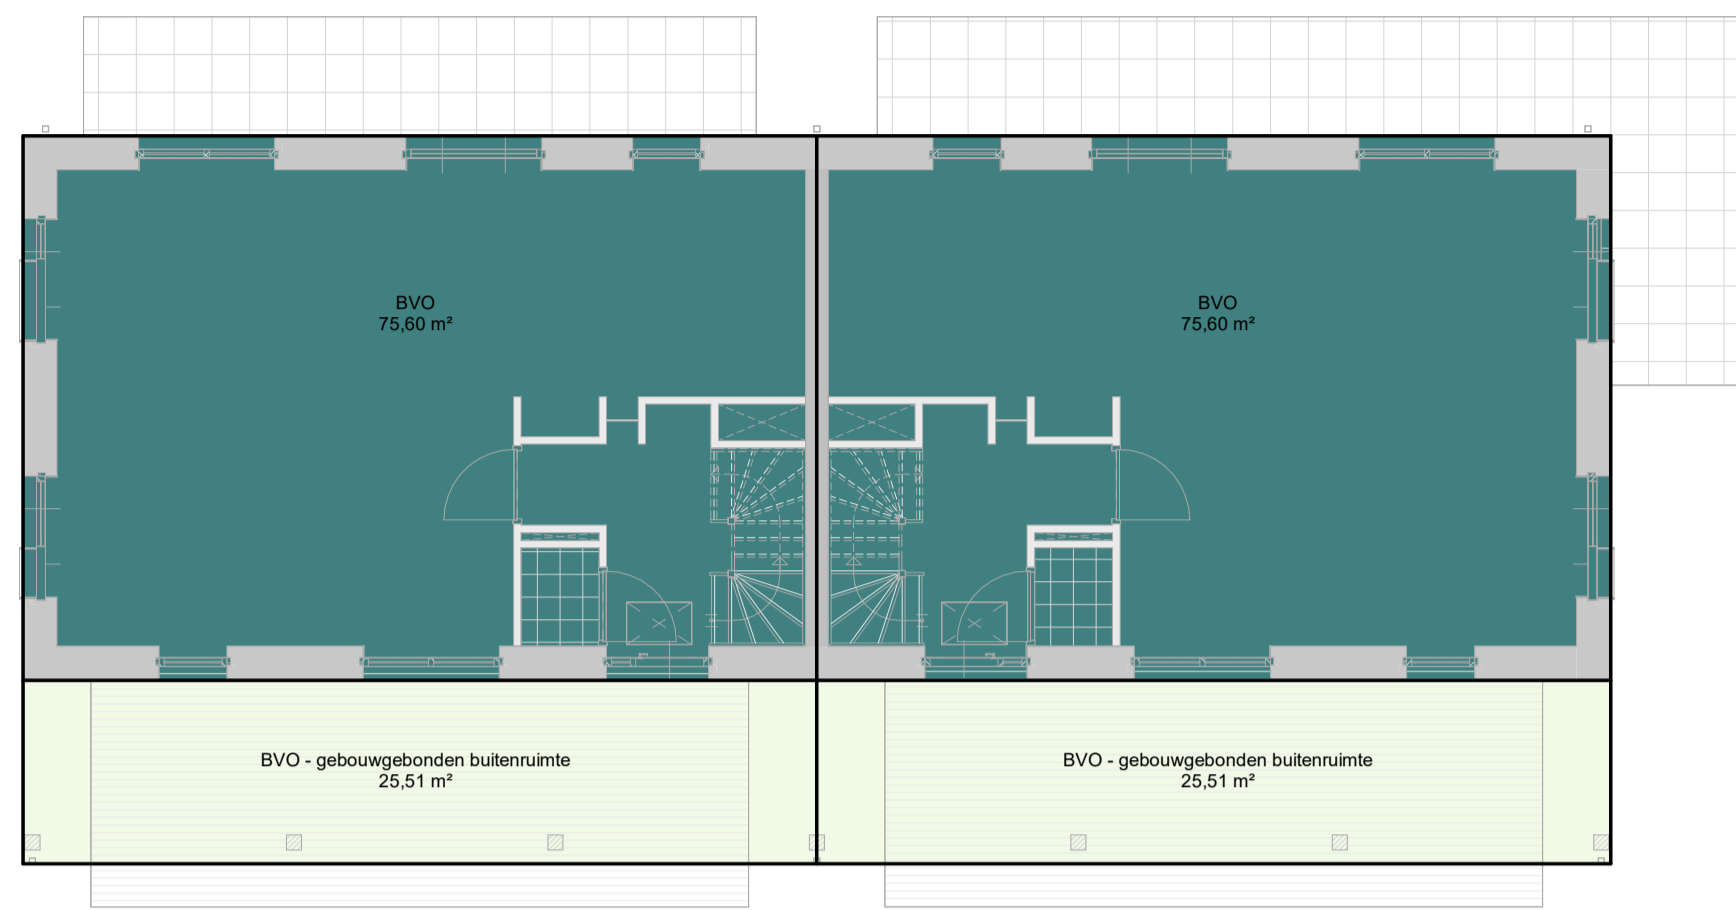 BVO
75,60 m²
BVO
75,60 m²
BVO - gebouwgebonden buitenruimte
25,51 m²
BVO - gebouwgebonden buitenruimte
25,51 m²